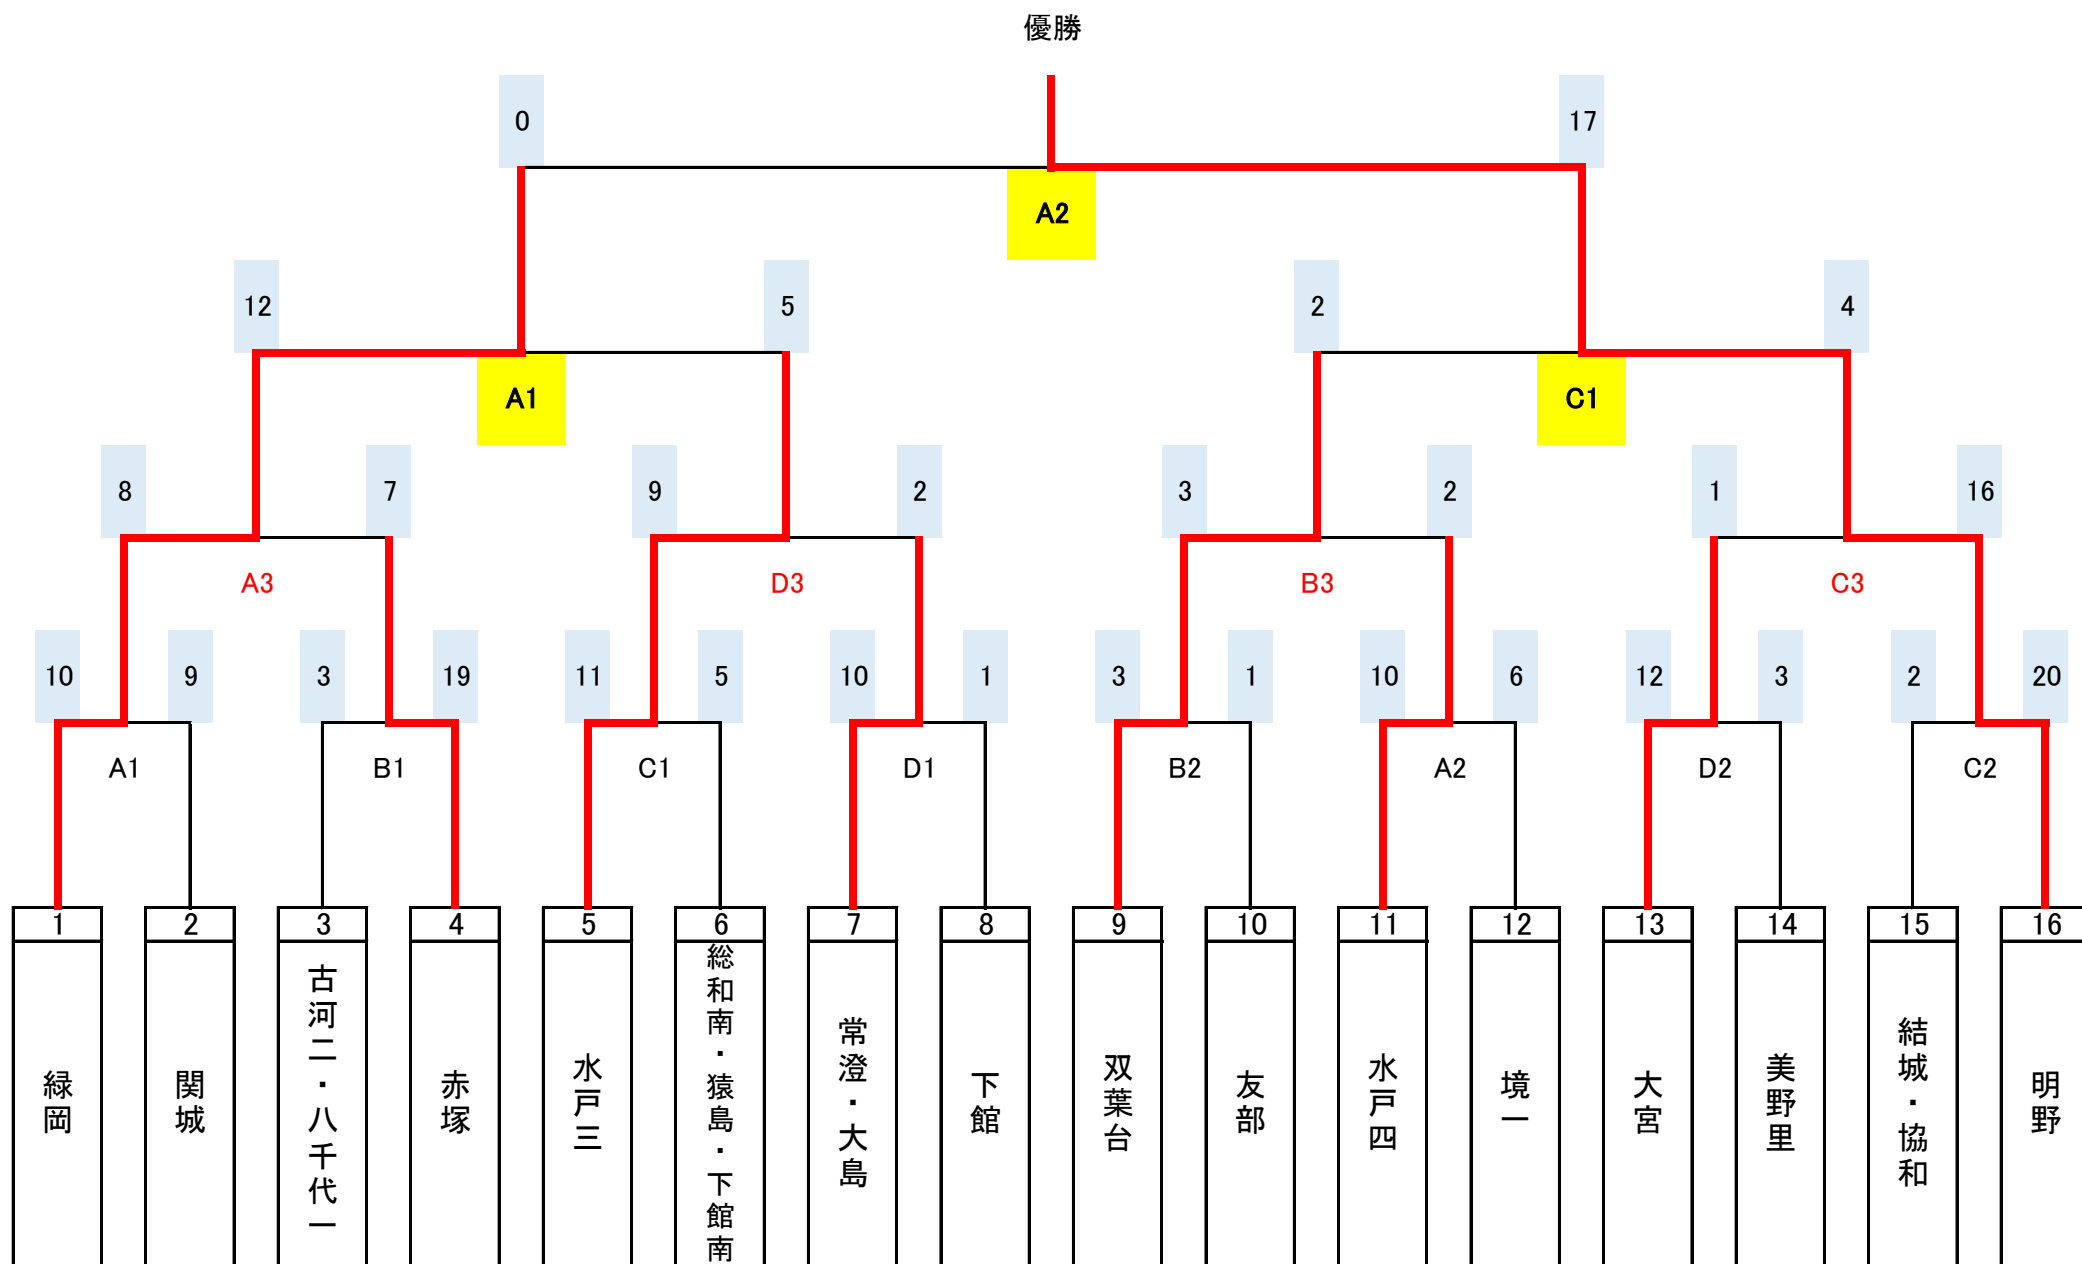 優勝
0
17
A2
12
5
2
4
A1
C1
8
7
9
2
3
2
1
16
A3
D3
B3
C3
10
9
3
19
11
5
10
1
3
1
10
6
12
3
2
20
A1
B1
C1
D1
B2
A2
D2
C2
1
2
3
4
5
6
7
8
9
10
11
12
13
14
15
16
緑岡
関城
古河二・八千代一
赤塚
水戸三
総和南・猿島・下館南
常澄・大島
下館
双葉台
友部
水戸四
境一
大宮
美野里
結城・協和
明野